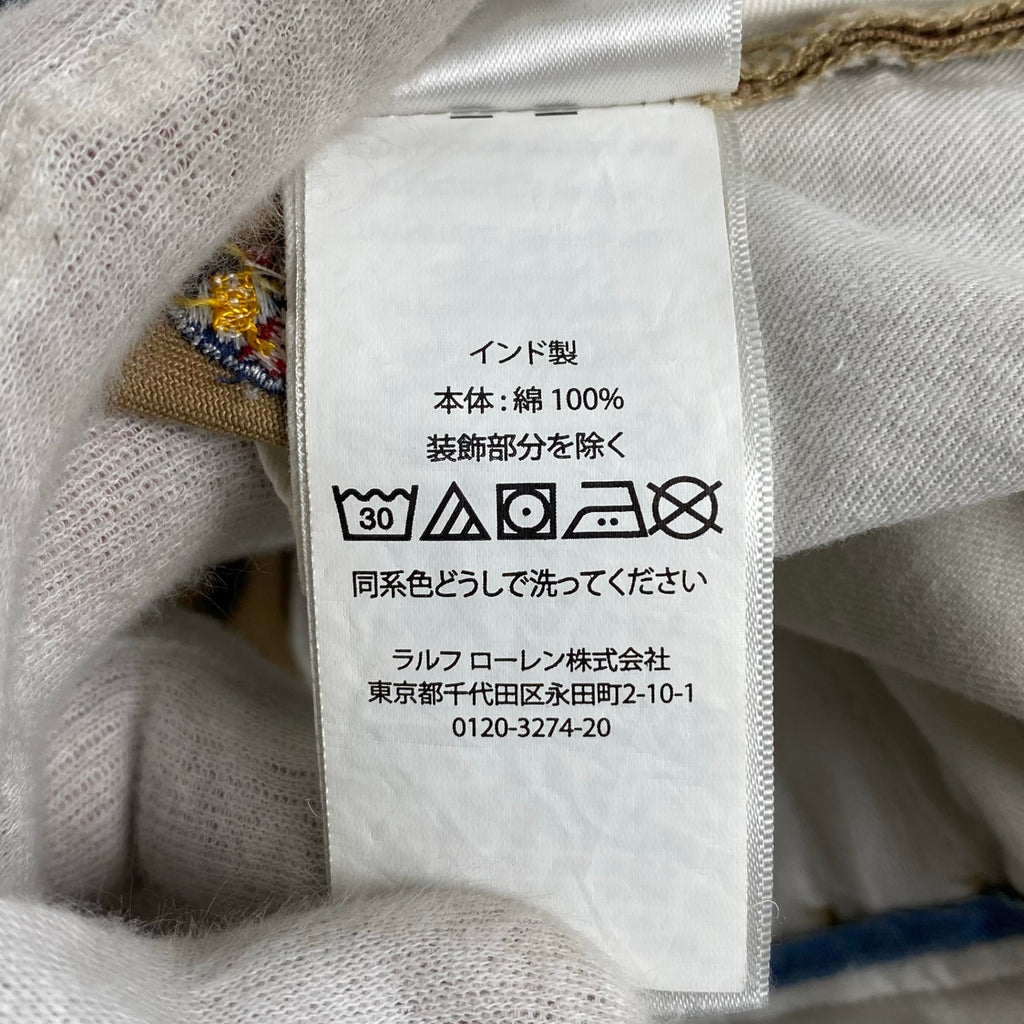 インド製
本体 : 綿 100%
装飾部分を除く
30
同系色どうしで洗ってください
ラルフ ローレン株式会社
東京都千代田区永田町2-10-1
0120-3274-20